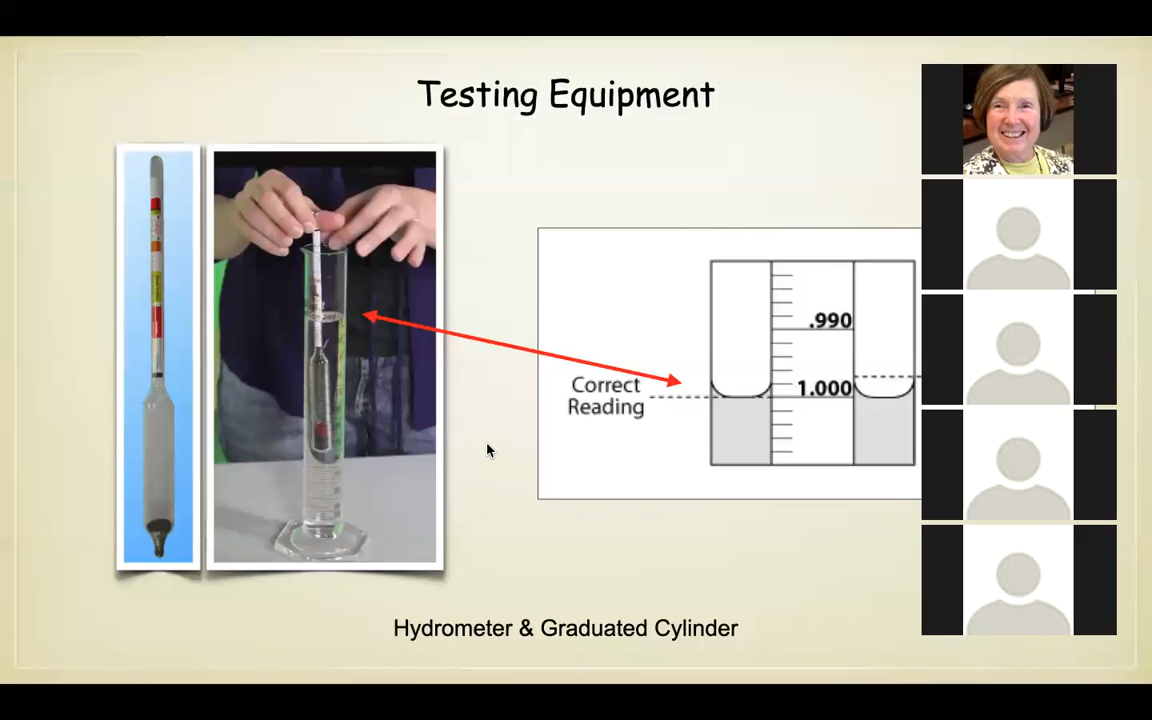 Testing Equipment
.990
1.000
Correct
Reading
Hydrometer & Graduated Cylinder